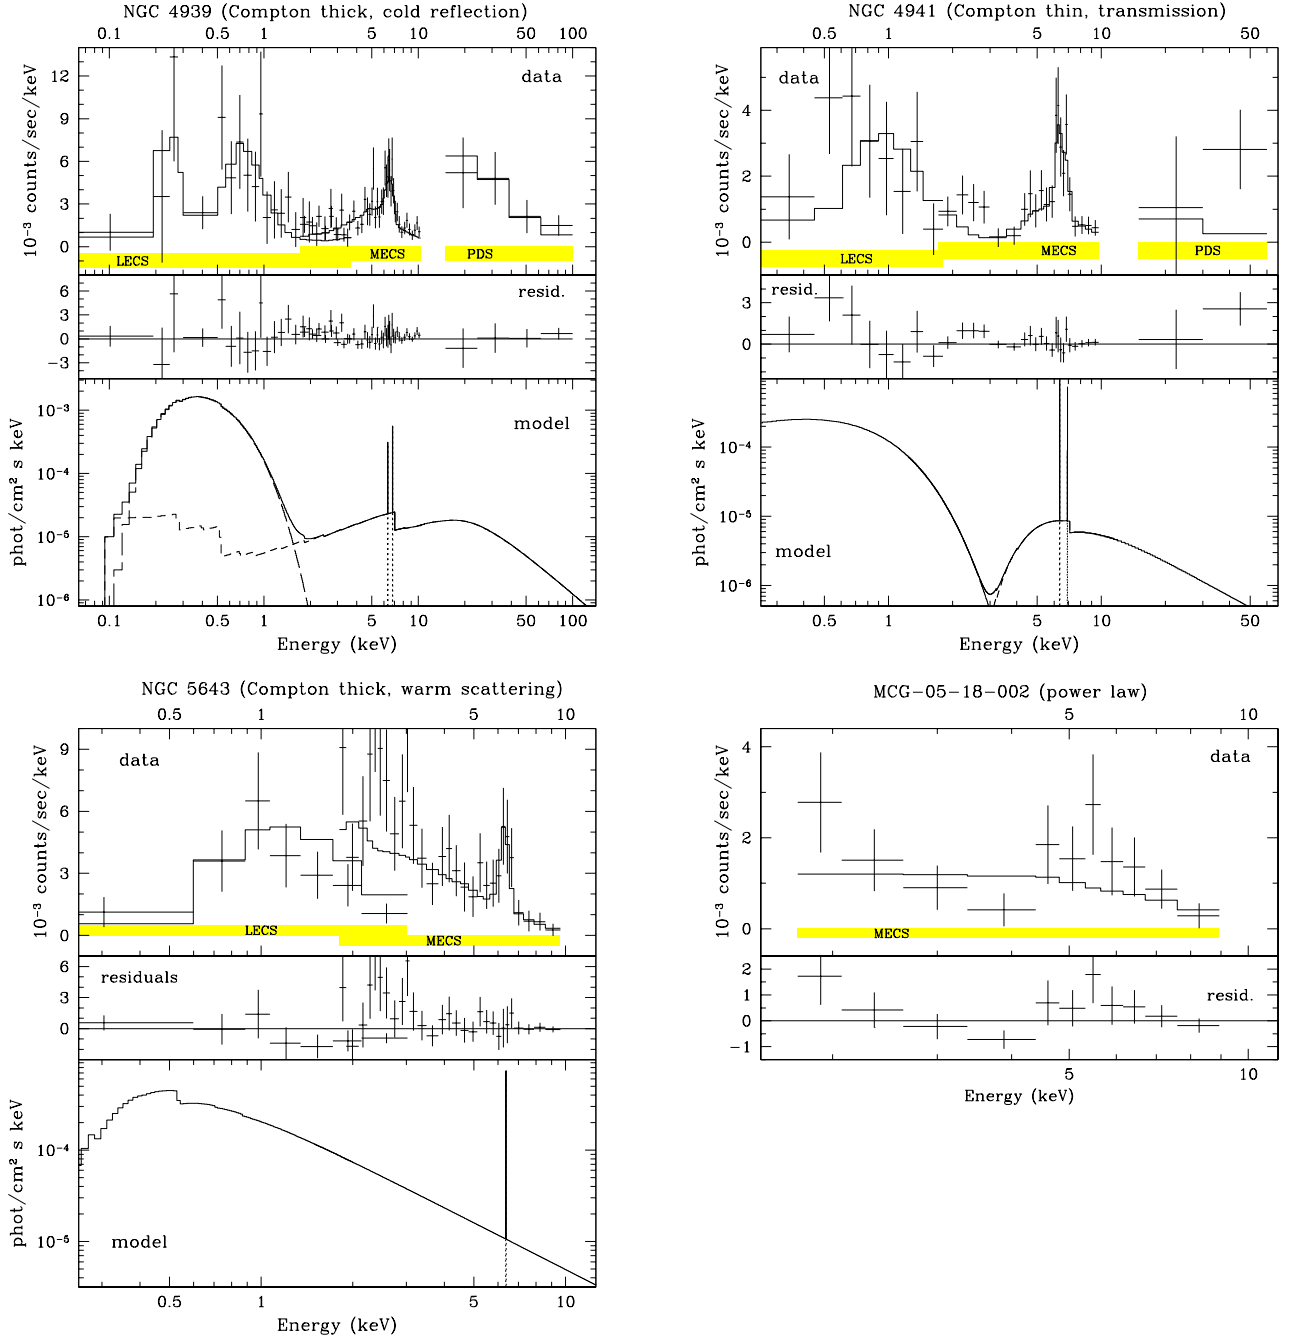 NGC 4939 (Compton thick, cold reflection)
0.1 0.5 1 5 10 50 100
10⁻³ counts/sec/keV
12
9
6
3
0
data
LECS
MECS
PDS
6
3
0
−3
resid.
phot/cm² s keV
10⁻³
10⁻⁴
10⁻⁵
10⁻⁶
model
0.1 0.5 1 5 10 50 100
Energy (keV)
NGC 4941 (Compton thin, transmission)
0.5 1 5 10 50
10⁻³ counts/sec/keV
4
2
0
data
LECS
MECS
PDS
resid.
3
0
phot/cm² s keV
10⁻⁴
10⁻⁵
10⁻⁶
model
0.5 1 5 10 50
Energy (keV)
NGC 5643 (Compton thick, warm scattering)
0.5 1 5 10
10⁻³ counts/sec/keV
9
6
3
0
data
LECS
MECS
6
3
0
residuals
phot/cm² s keV
10⁻⁴
10⁻⁵
model
0.5 1 5 10
Energy (keV)
MCG−05−18−002 (power law)
5 10
10⁻³ counts/sec/keV
4
2
0
data
MECS
2
1
0
−1
resid.
5 10
Energy (keV)